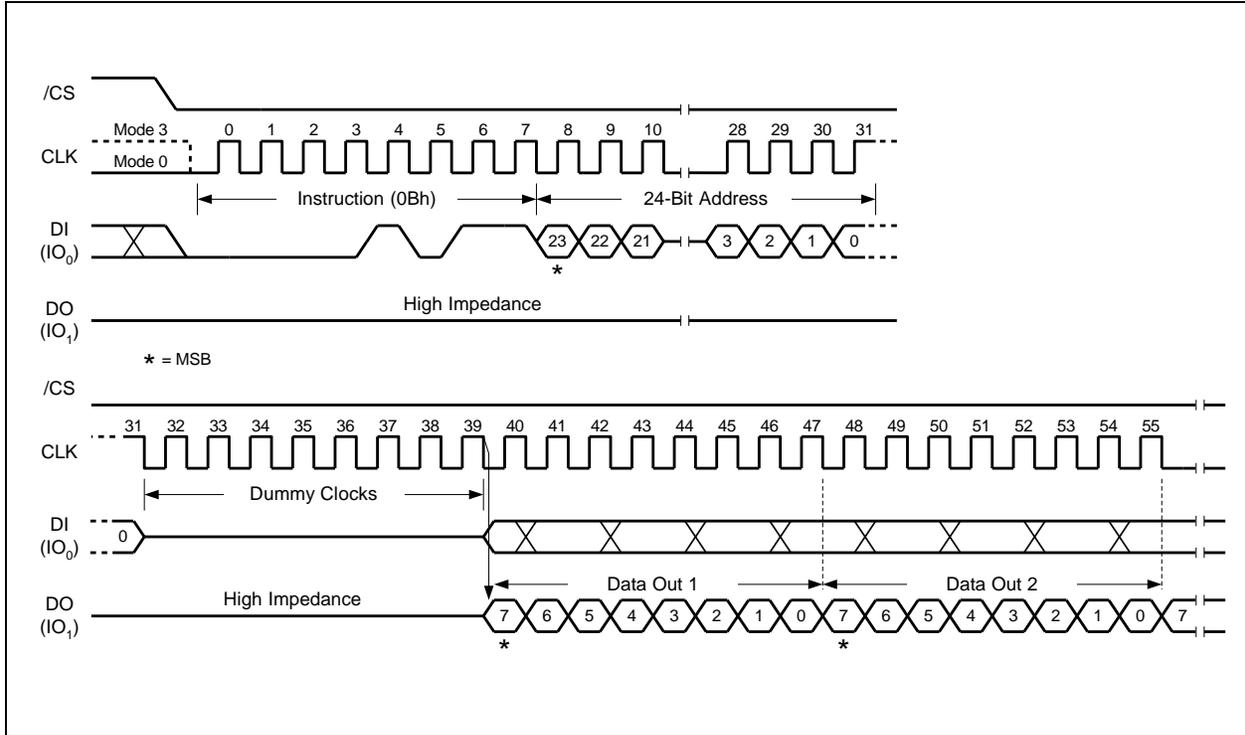 /CS
Mode 3 0 1 2 3 4 5 6 7 8 9 10 28 29 30 31
CLK
Mode 0
Instruction (0Bh) 24-Bit Address
DI
(IO0) 23 22 21 3 2 1 0
*
High Impedance
DO
(IO1)
* = MSB
/CS
31 32 33 34 35 36 37 38 39 40 41 42 43 44 45 46 47 48 49 50 51 52 53 54 55
CLK
Dummy Clocks
DI
(IO0) 0
Data Out 1 Data Out 2
High Impedance
DO
(IO1) 7 6 5 4 3 2 1 0 7 6 5 4 3 2 1 0 7
* *